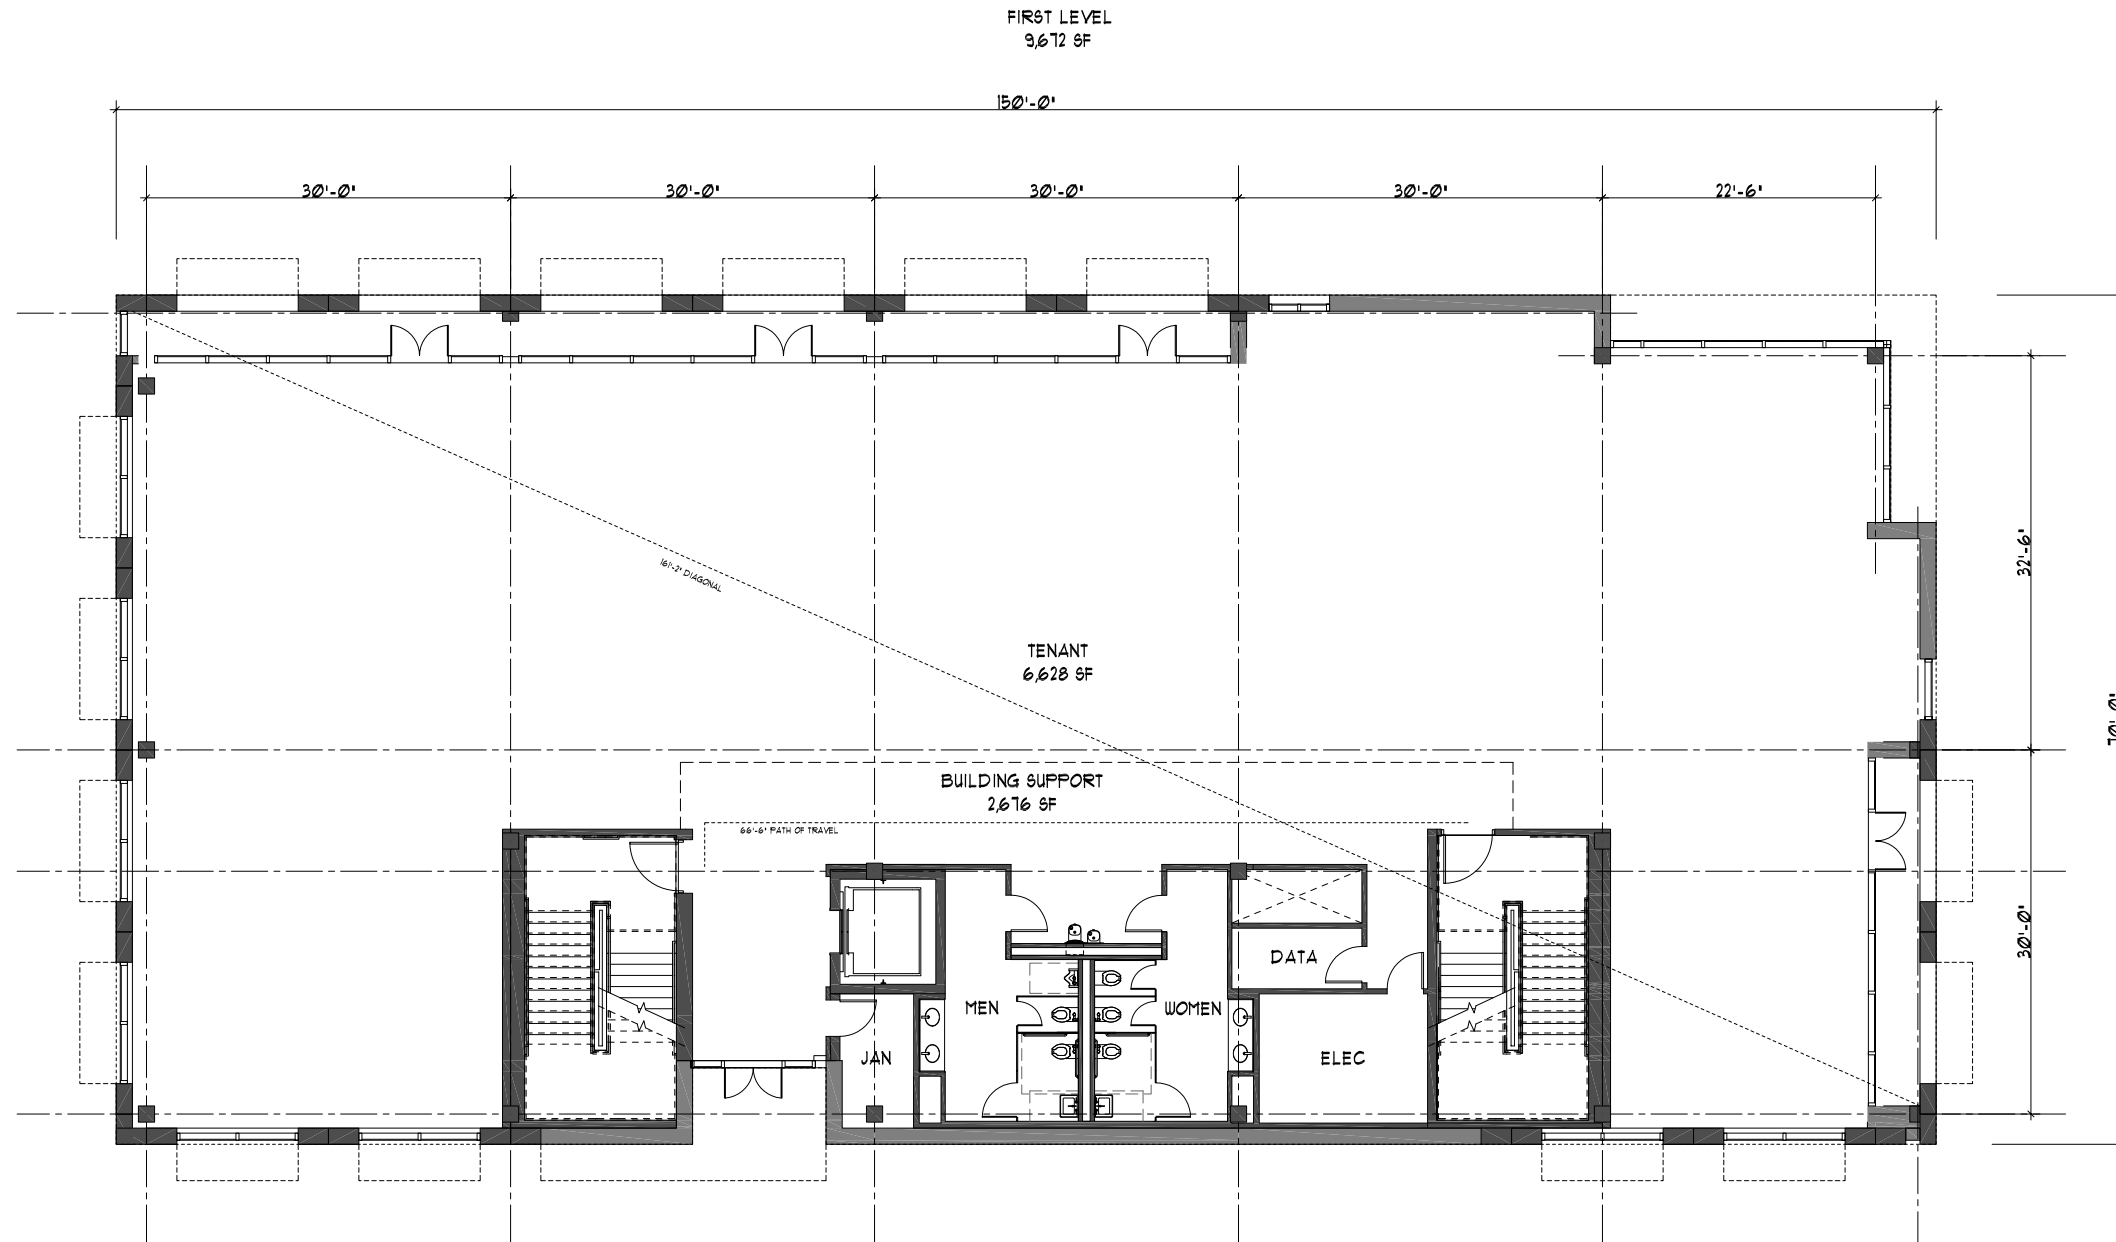 FIRST LEVEL
9,672 SF
150'-0"
30'-0"
30'-0"
30'-0"
30'-0"
22'-6"
161'-2" DIAGONAL
32'-6"
TENANT
6,628 SF
70'-0"
BUILDING SUPPORT
2,676 SF
66'-6" PATH OF TRAVEL
30'-0"
DATA
MEN
WOMEN
JAN
ELEC